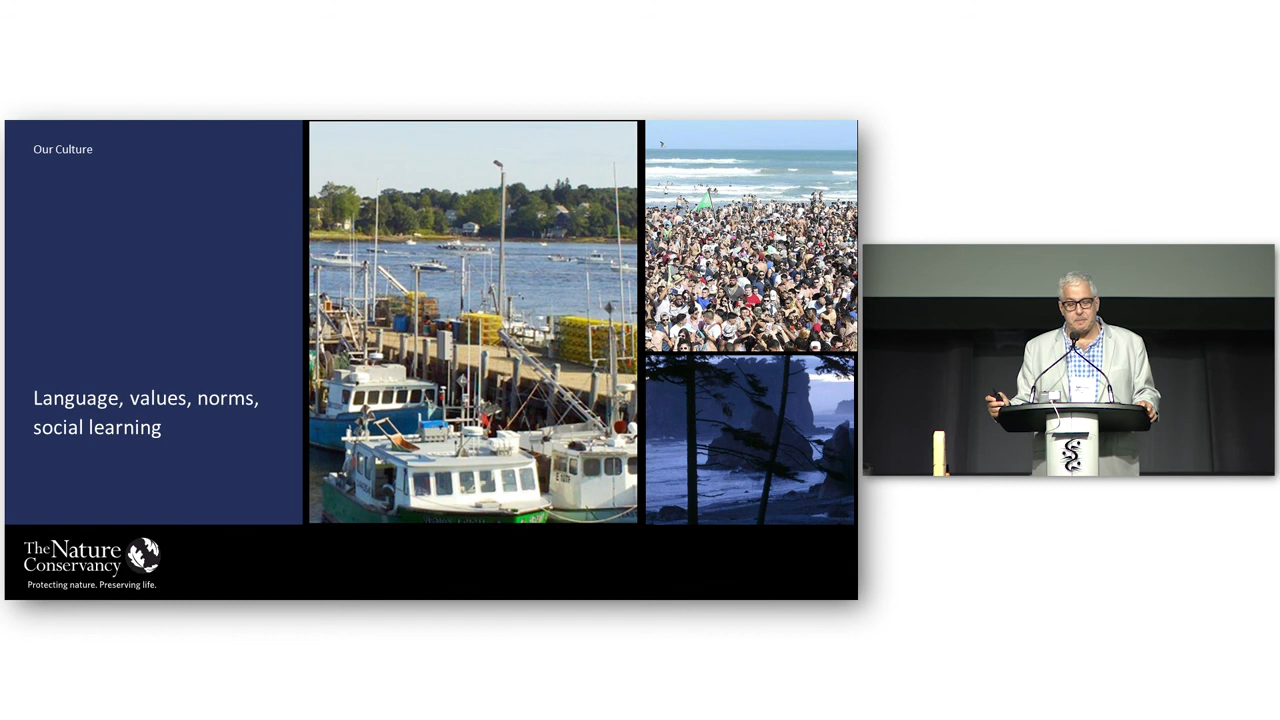 Our Culture
Language, values, norms,
social learning
The Nature
Conservancy
Protecting nature. Preserving life.